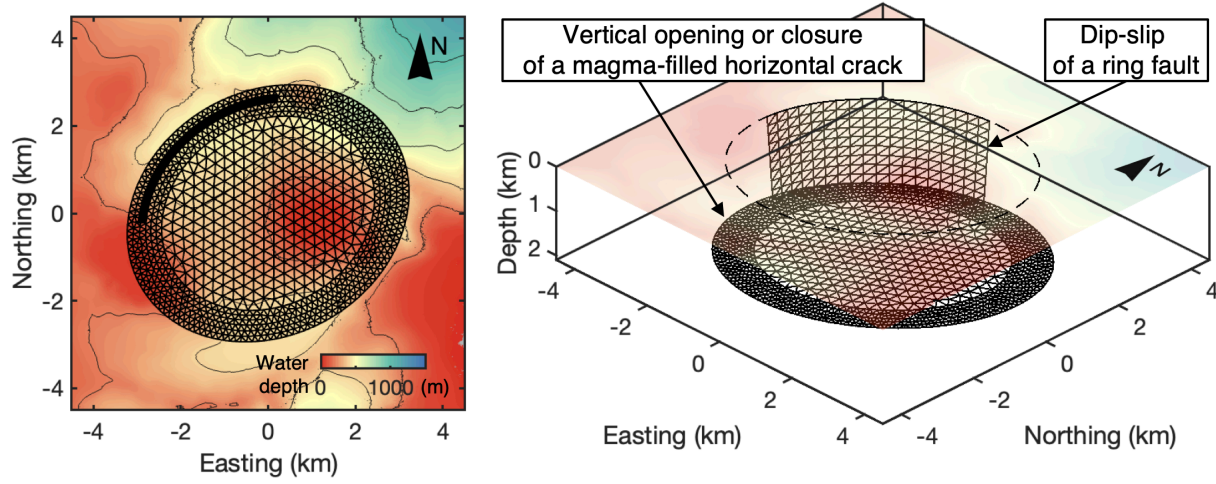 4
2
0
-2
-4
Northing (km)
N
Water
depth
0
1000 (m)
-4
-2
0
2
4
Easting (km)
Vertical opening or closure
of a magma-filled horizontal crack
Dip-slip
of a ring fault
N
0
1
2
Depth (km)
-4
-2
0
2
4
Easting (km)
-4
-2
0
2
4
Northing (km)